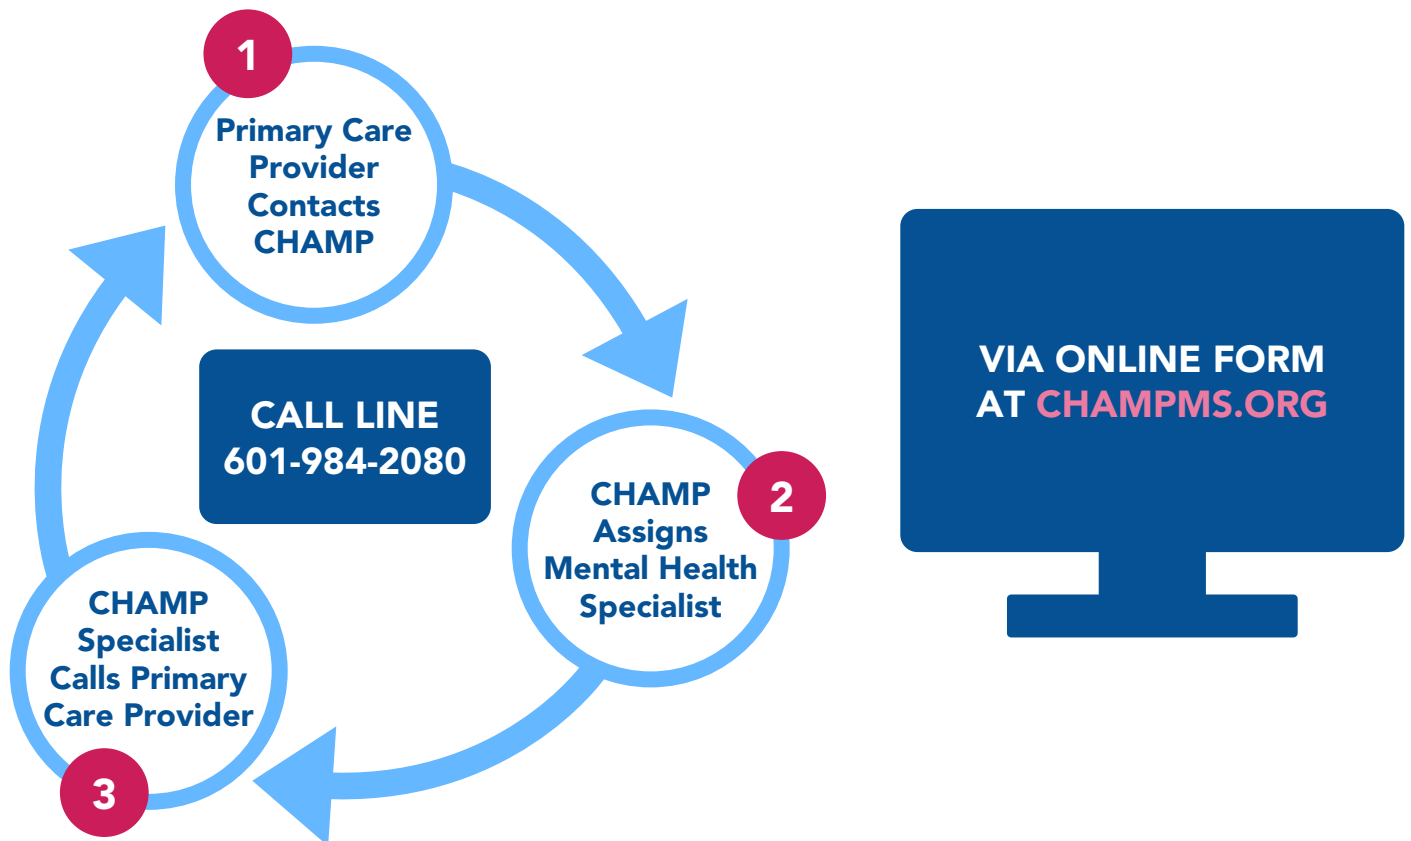 1
Primary Care
Provider
Contacts
CHAMP
CALL LINE
601-984-2080
2
CHAMP
Assigns
Mental Health
Specialist
3
CHAMP
Specialist
Calls Primary
Care Provider
VIA ONLINE FORM
AT CHAMPMS.ORG